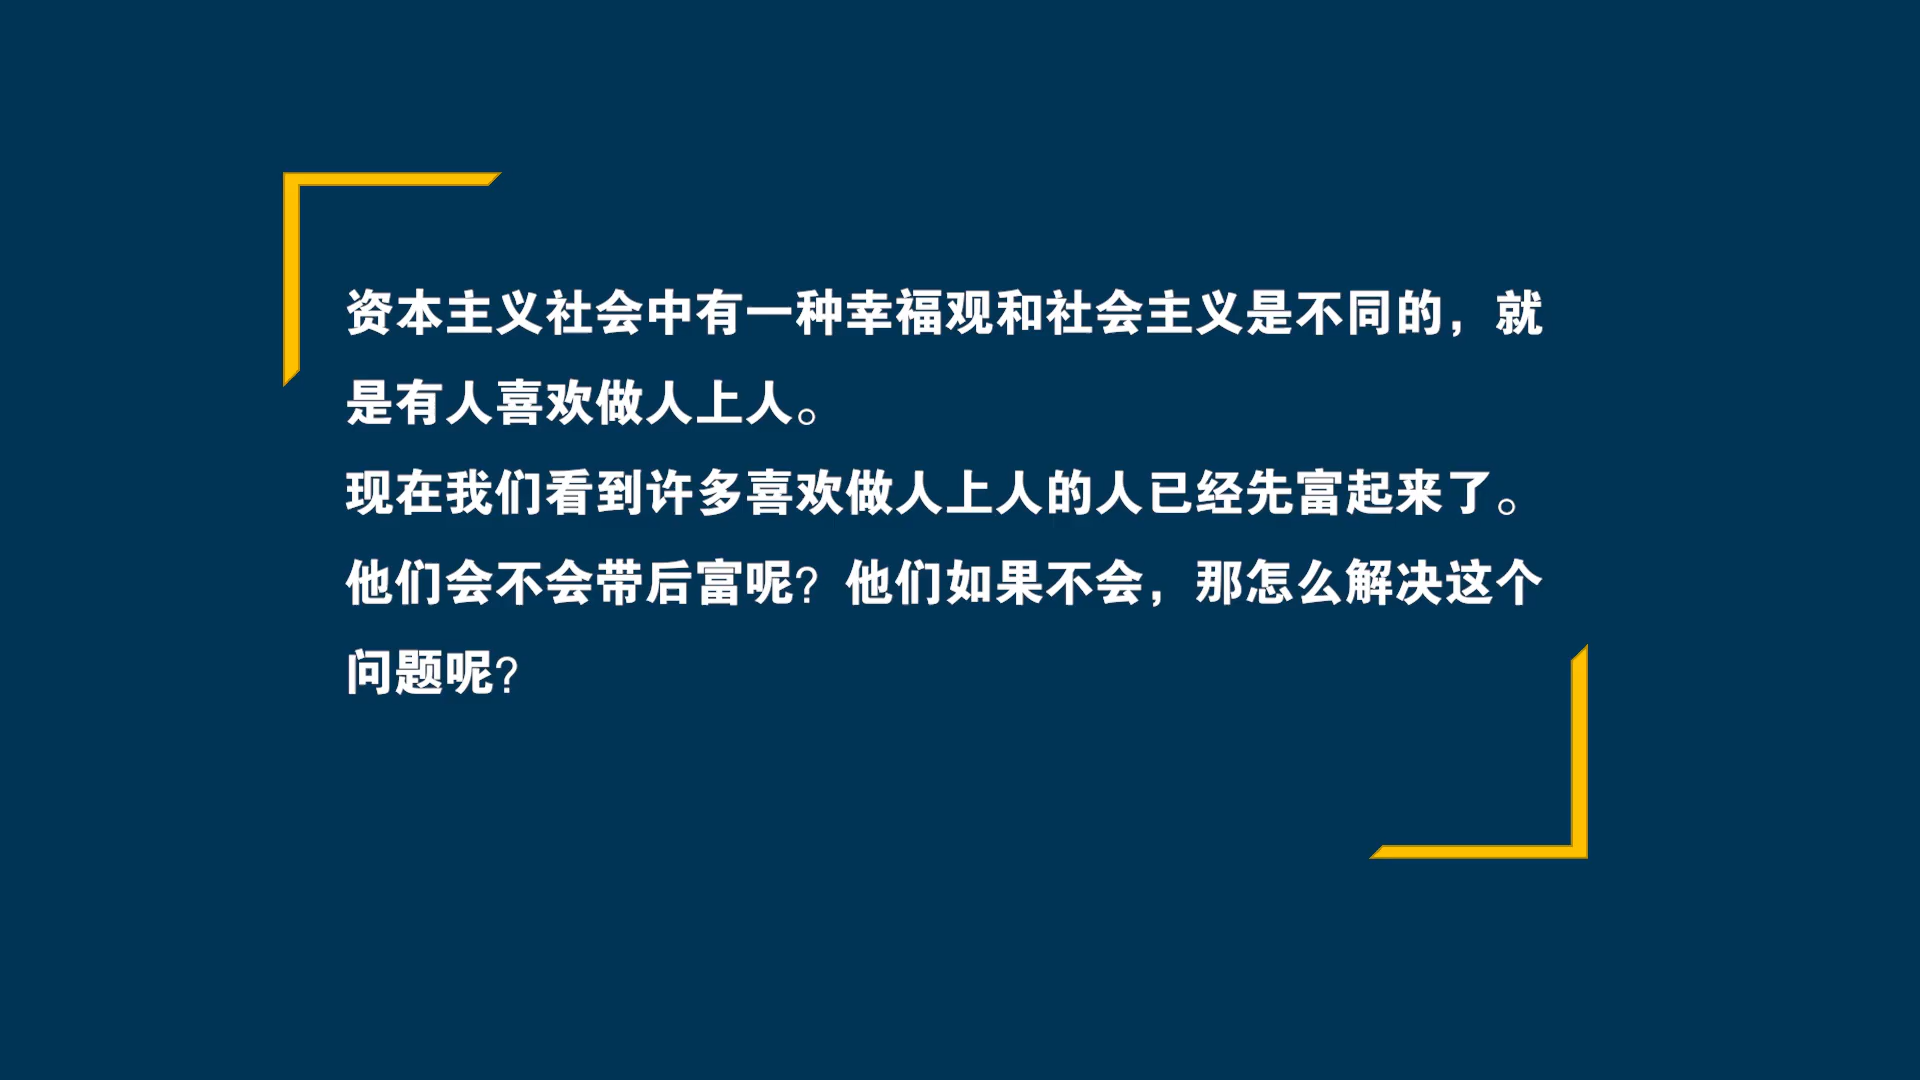 资本主义社会中有一种幸福观和社会主义是不同的，就
是有人喜欢做人上人。
现在我们看到许多喜欢做人上人的人已经先富起来了。
他们会不会带后富呢？他们如果不会，那怎么解决这个
问题呢？